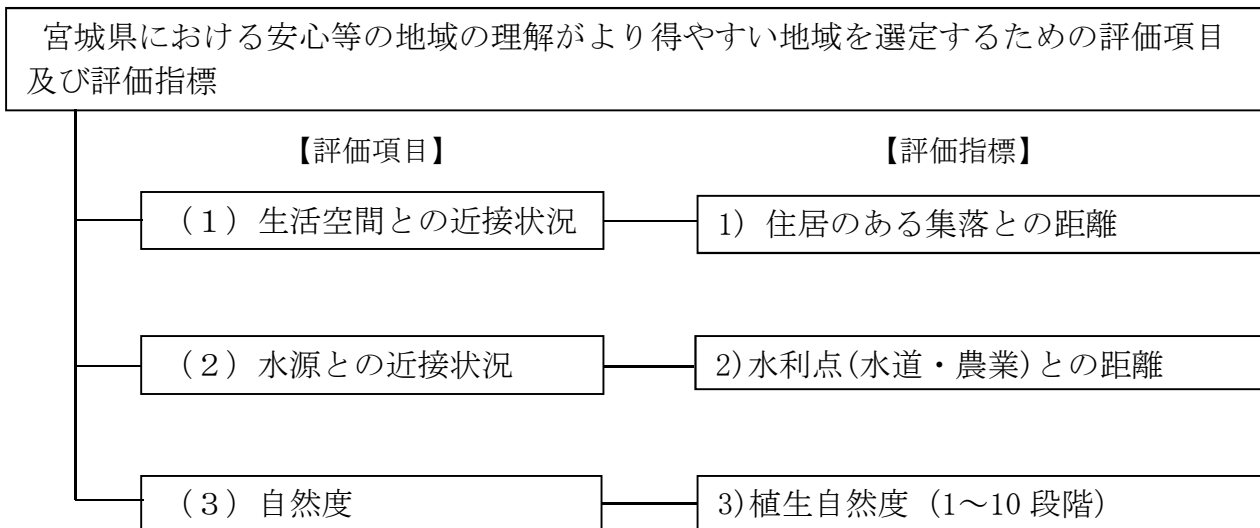 宮城県における安心等の地域の理解がより得やすい地域を選定するための評価項目
及び評価指標
【評価項目】 【評価指標】
（１）生活空間との近接状況 1) 住居のある集落との距離
（２）水源との近接状況 2)水利点(水道・農業)との距離
（３）自然度 3)植生自然度（1～10 段階）